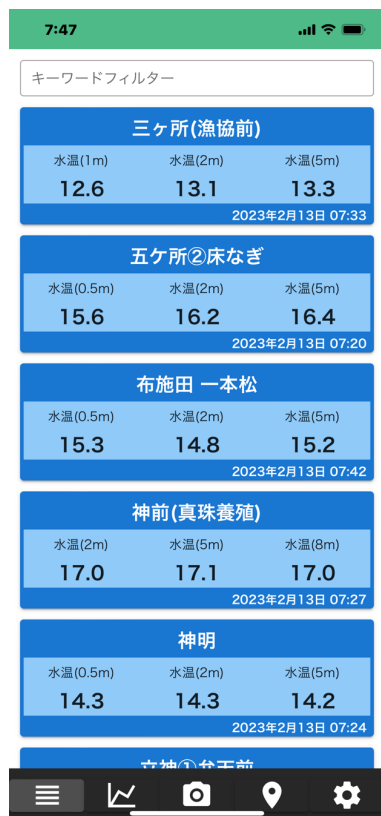 7:47
キーワードフィルター
三ヶ所(漁協前)
水温(1m) 水温(2m) 水温(5m)
12.6 13.1 13.3
2023年2月13日 07:33
五ケ所②床なぎ
水温(0.5m) 水温(2m) 水温(5m)
15.6 16.2 16.4
2023年2月13日 07:20
布施田 一本松
水温(0.5m) 水温(2m) 水温(5m)
15.3 14.8 15.2
2023年2月13日 07:42
神前(真珠養殖)
水温(2m) 水温(5m) 水温(8m)
17.0 17.1 17.0
2023年2月13日 07:27
神明
水温(0.5m) 水温(2m) 水温(5m)
14.3 14.3 14.2
2023年2月13日 07:24
立神①弁天前